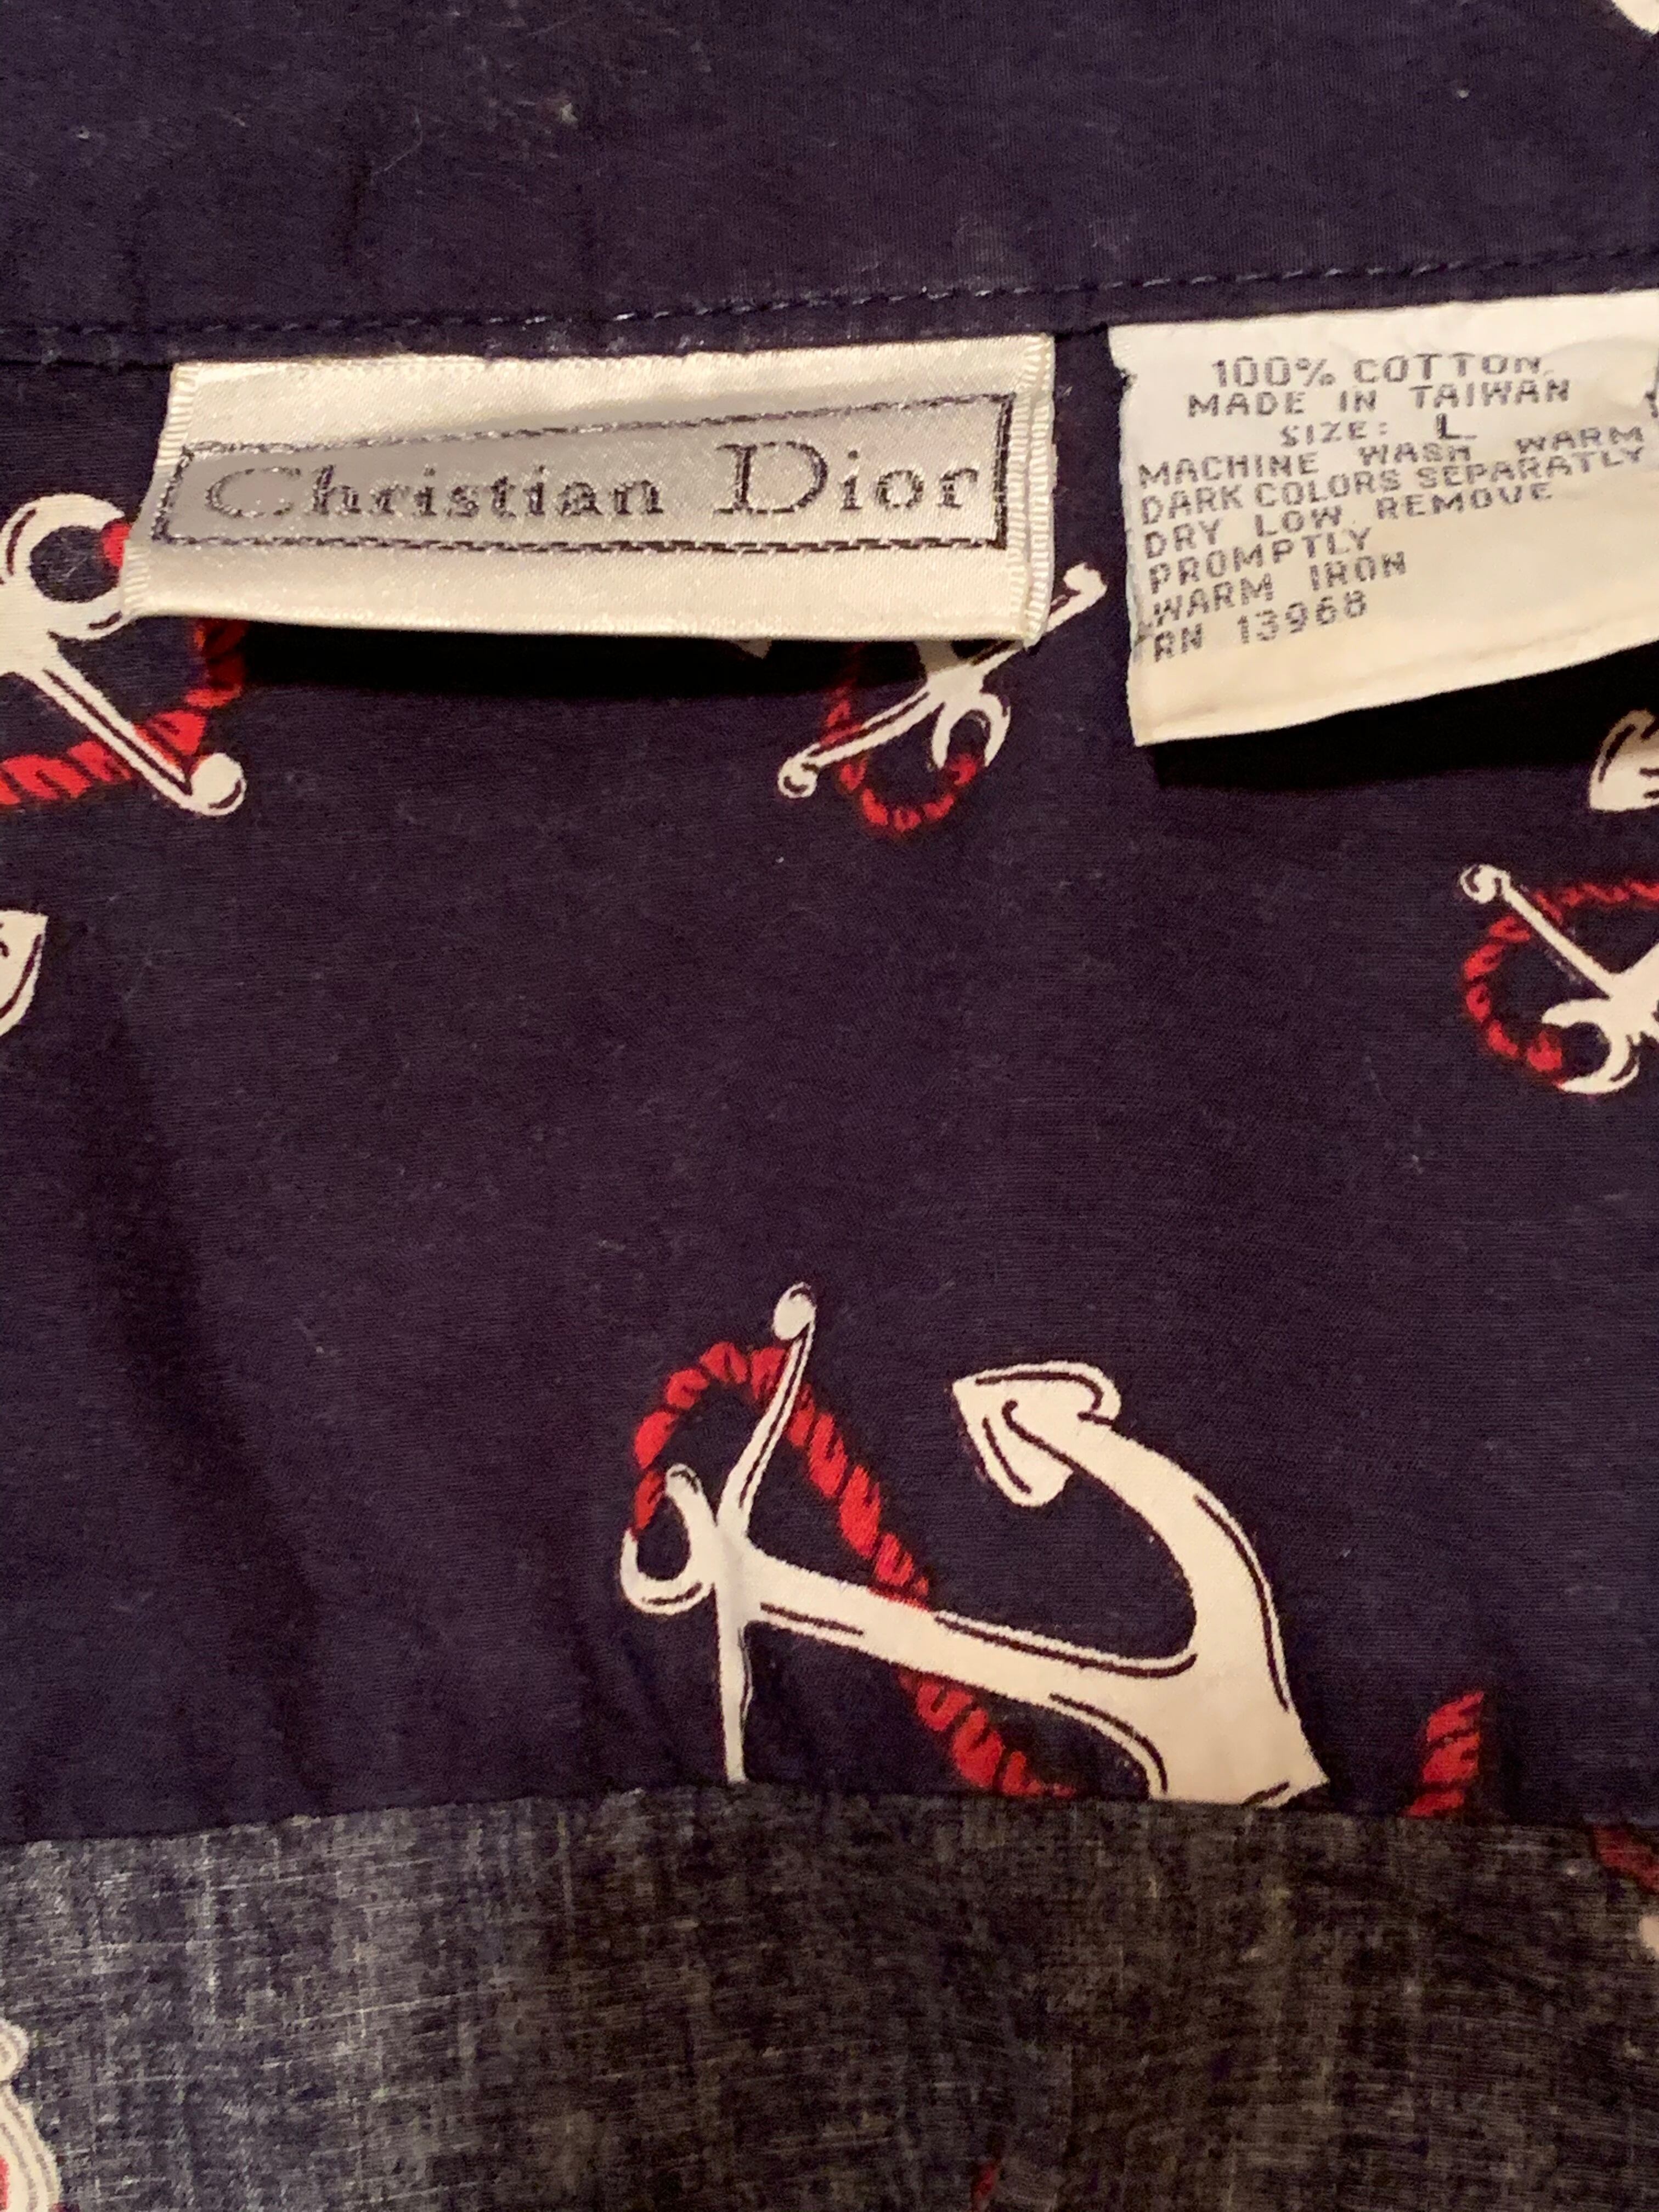 Christian Dior
100% COTTON
MADE IN TAIWAN
SIZE: L
MACHINE WASH WARM
DARK COLORS SEPARATLY
DRY LOW REMOVE
PROMPTLY
WARM IRON
RN 13968